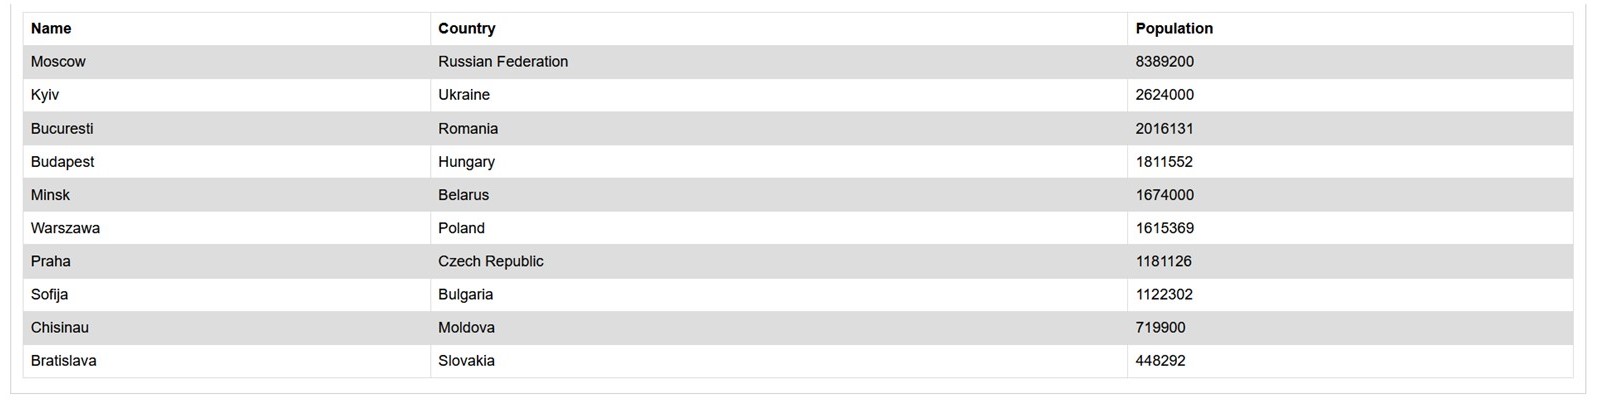 Name Country Population
Moscow Russian Federation 8389200
Kyiv Ukraine 2624000
Bucuresti Romania 2016131
Budapest Hungary 1811552
Minsk Belarus 1674000
Warszawa Poland 1615369
Praha Czech Republic 1181126
Sofija Bulgaria 1122302
Chisinau Moldova 719900
Bratislava Slovakia 448292